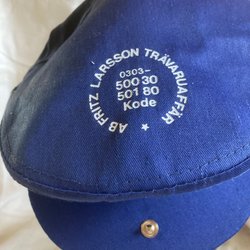 AB FRITZ LARSSON TRÄVARUAFFÄR
0303-
500 30
501 80
Kode
★